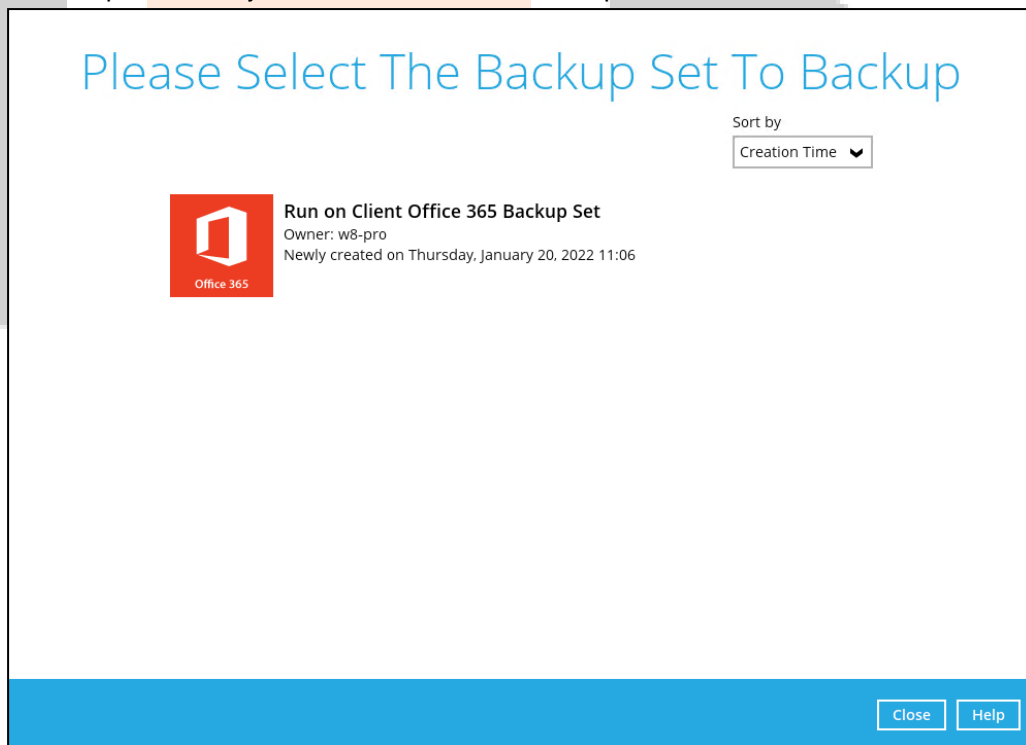 Please Select The Backup Set To Backup
Sort by
Creation Time
Run on Client Office 365 Backup Set
Owner: w8-pro
Newly created on Thursday, January 20, 2022 11:06
Office 365
Close Help